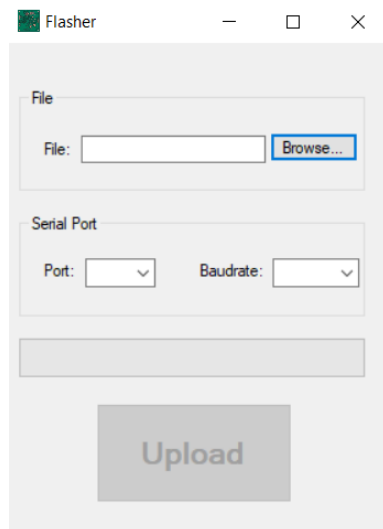 Flasher
File
File: Browse...
Serial Port
Port: Baudrate:
Upload